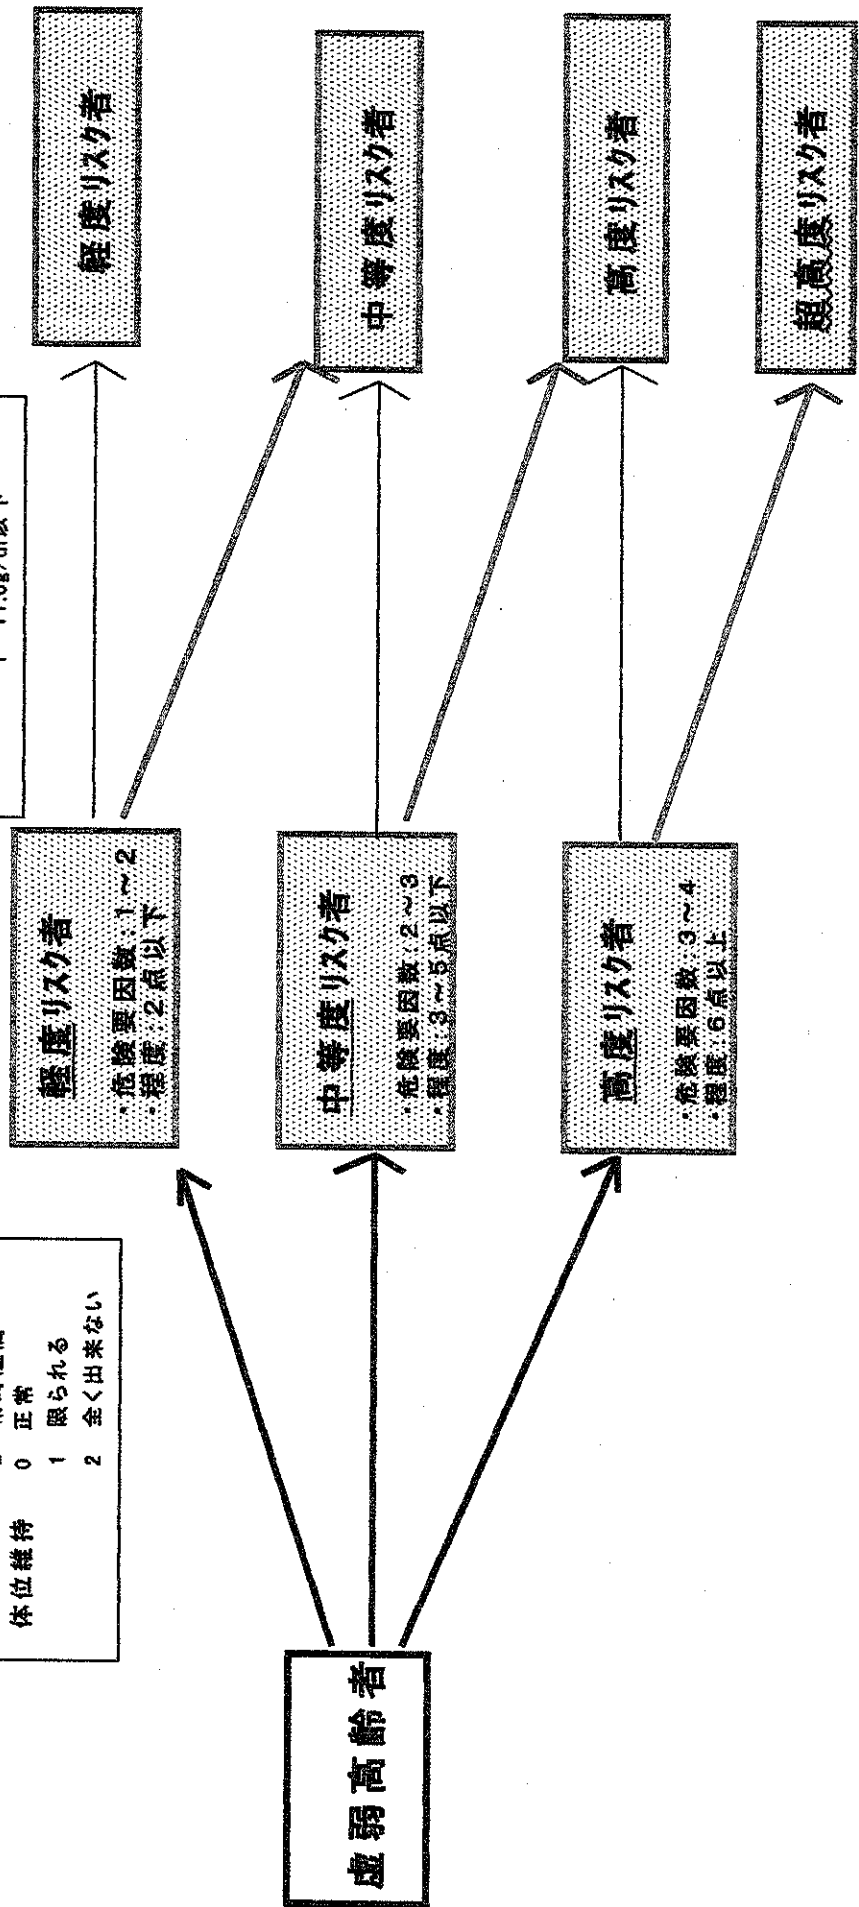 体位維持 0 正常
1 限られる
2 全く出来ない
虚弱高齢者
軽度リスク者
・危険要因数：1～2
・程度：2点以下
中等度リスク者
・危険要因数：2～3
・程度：3～5点以下
高度リスク者
・危険要因数：3～4
・程度：6点以上
軽度リスク者
中等度リスク者
高度リスク者
超高度リスク者